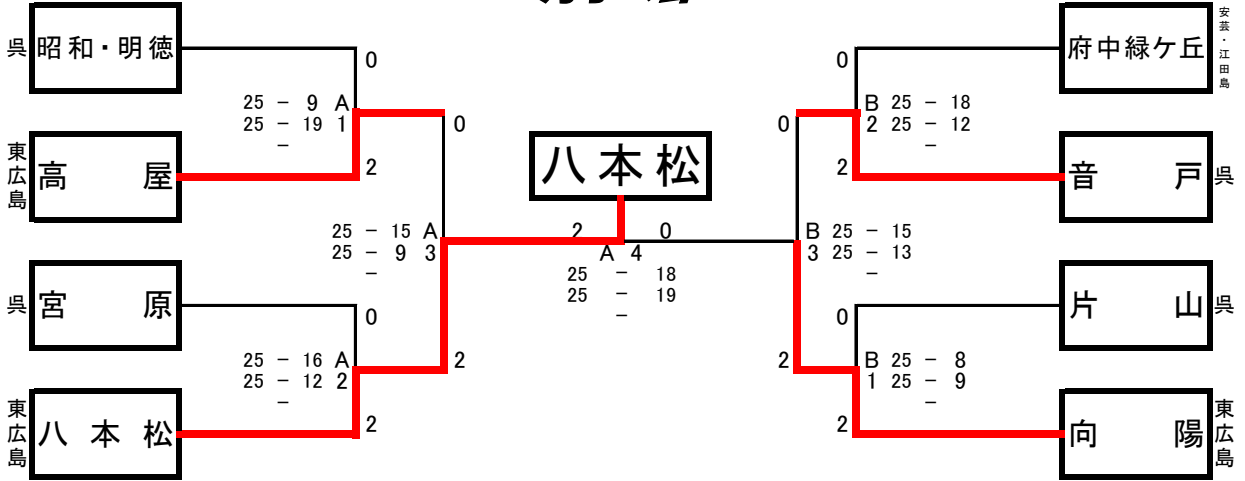 呉 昭和・明徳
0
25 － 9 A
25 － 19 1
－
0
東広島 高屋
2
25 － 15 A
25 － 9 3
－
呉 宮原
0
25 － 16 A
25 － 12 2
－
2
東広島 八本松
2
八本松
2 0
A 4
25 － 18
25 － 19
－
府中緑ケ丘 安芸・江田島
0
B 25 － 18
2 25 － 12
－
0
音戸 呉
2
B 25 － 15
3 25 － 13
－
片山 呉
0
B 25 － 8
1 25 － 9
－
2
向陽 東広島
2